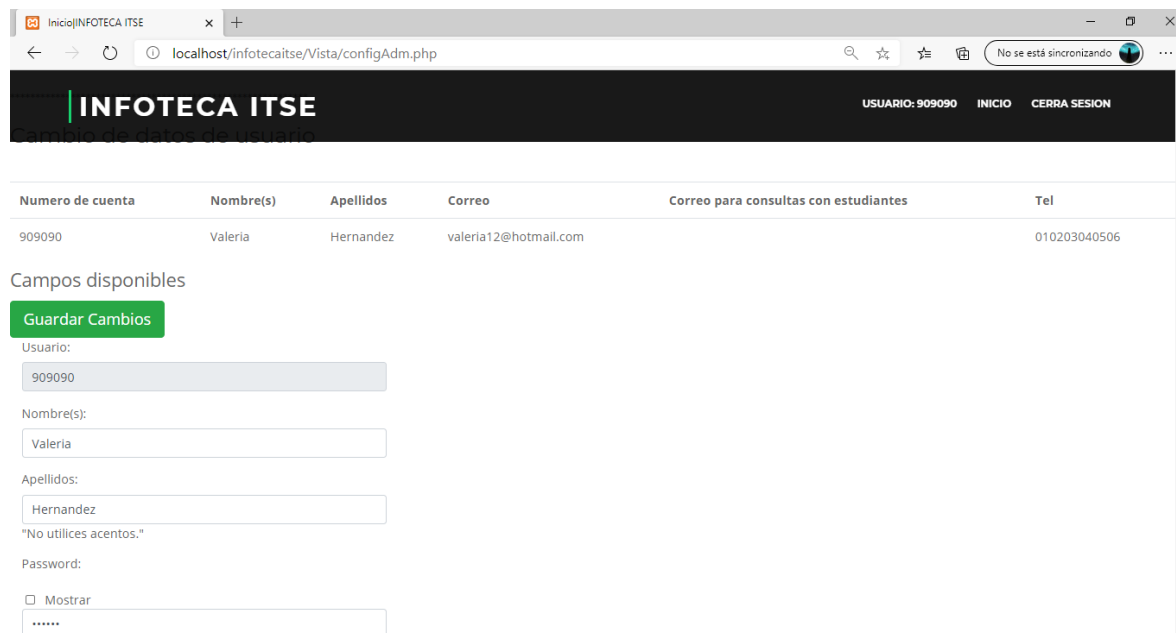 Inicio|INFOTECA ITSE
localhost/infotecaitse/Vista/configAdm.php
No se está sincronizando
INFOTECA ITSE
USUARIO: 909090 INICIO CERRA SESION
Cambio de datos de usuario
Numero de cuenta Nombre(s) Apellidos Correo Correo para consultas con estudiantes Tel
909090 Valeria Hernandez valeria12@hotmail.com 010203040506
Campos disponibles
Guardar Cambios
Usuario:
909090
Nombre(s):
Valeria
Apellidos:
Hernandez
"No utilices acentos."
Password:
Mostrar
••••••